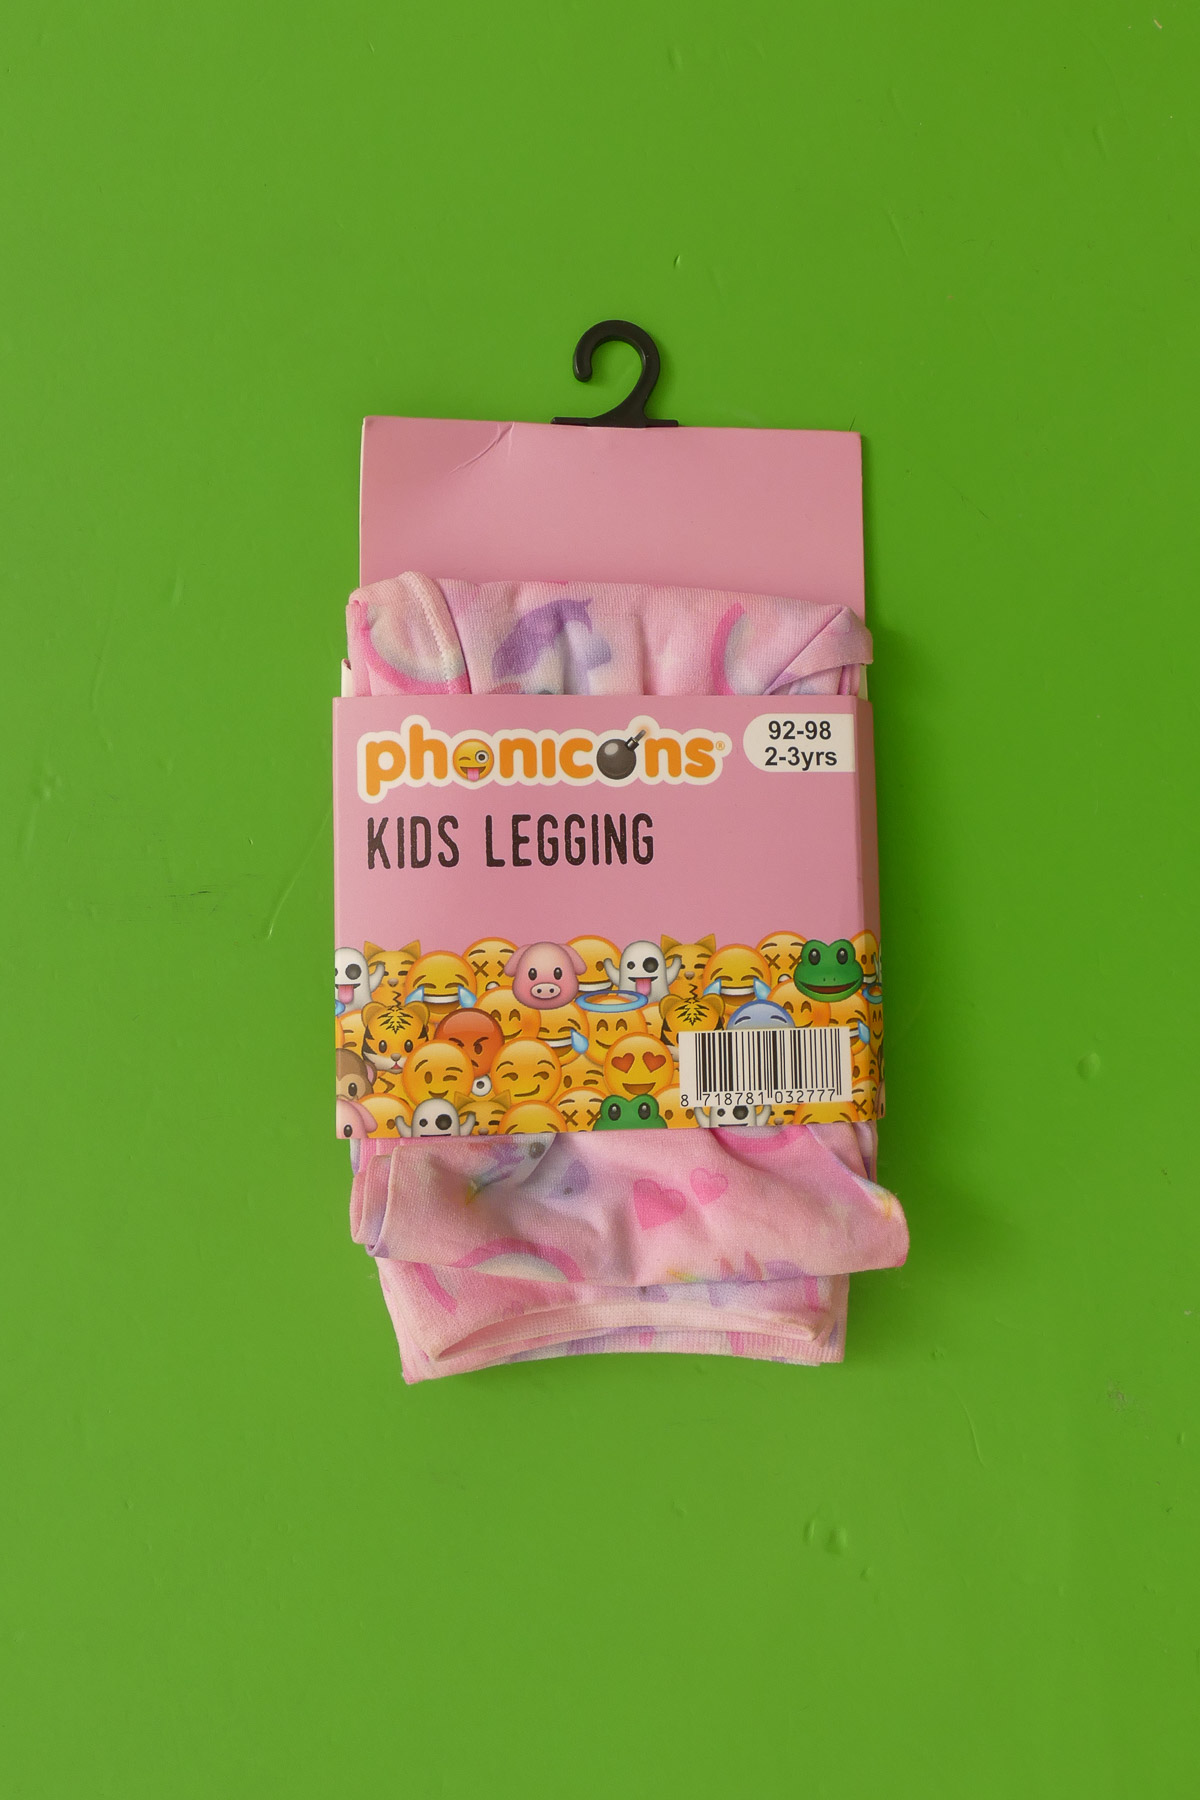 phonicons®
92-98
2-3yrs
KIDS LEGGING
8 718781 032777